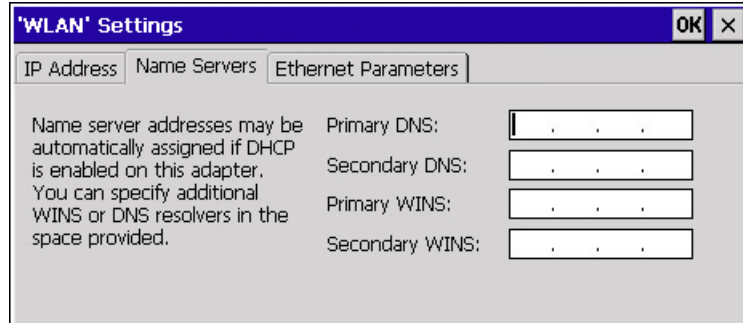 'WLAN' Settings OK ×
IP Address Name Servers Ethernet Parameters
Name server addresses may be
automatically assigned if DHCP
is enabled on this adapter.
You can specify additional
WINS or DNS resolvers in the
space provided.
Primary DNS: . . .
Secondary DNS: . . .
Primary WINS: . . .
Secondary WINS: . . .